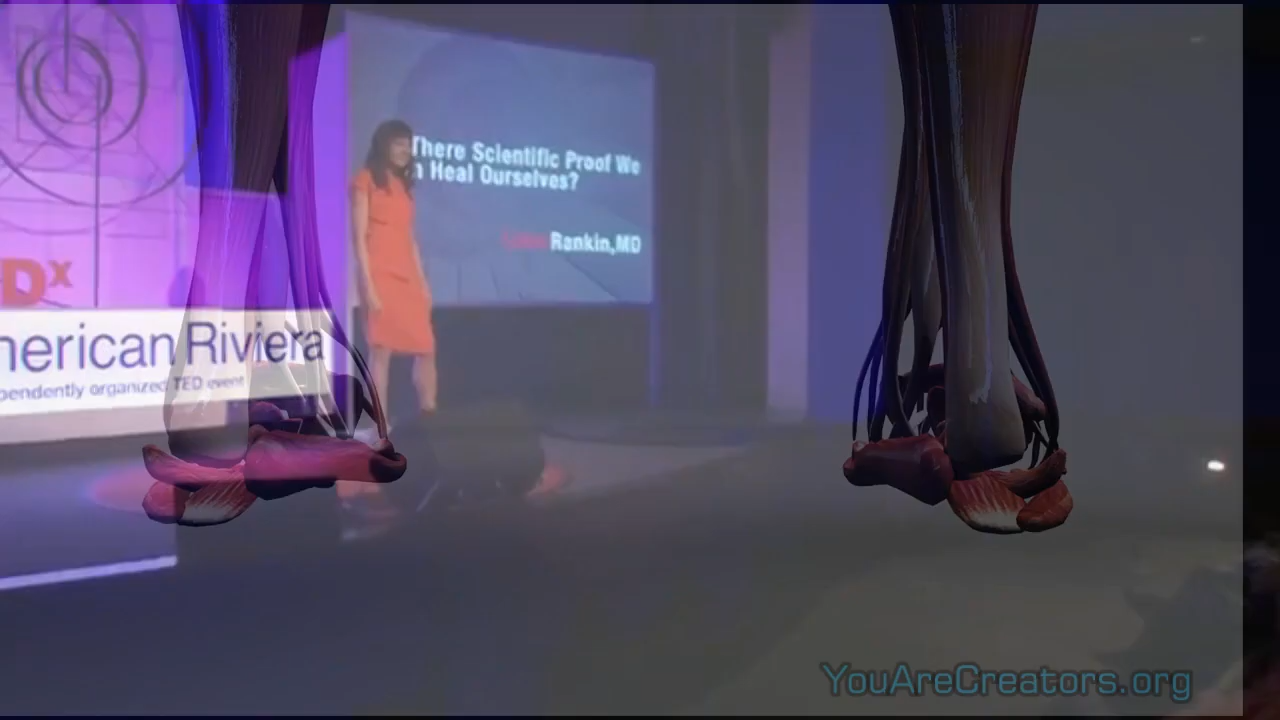 There Scientific Proof We
n Heal Ourselves?
Rankin,MD
Dx
nerican Riviera
pendently organized TED event
YouAreCreators.org